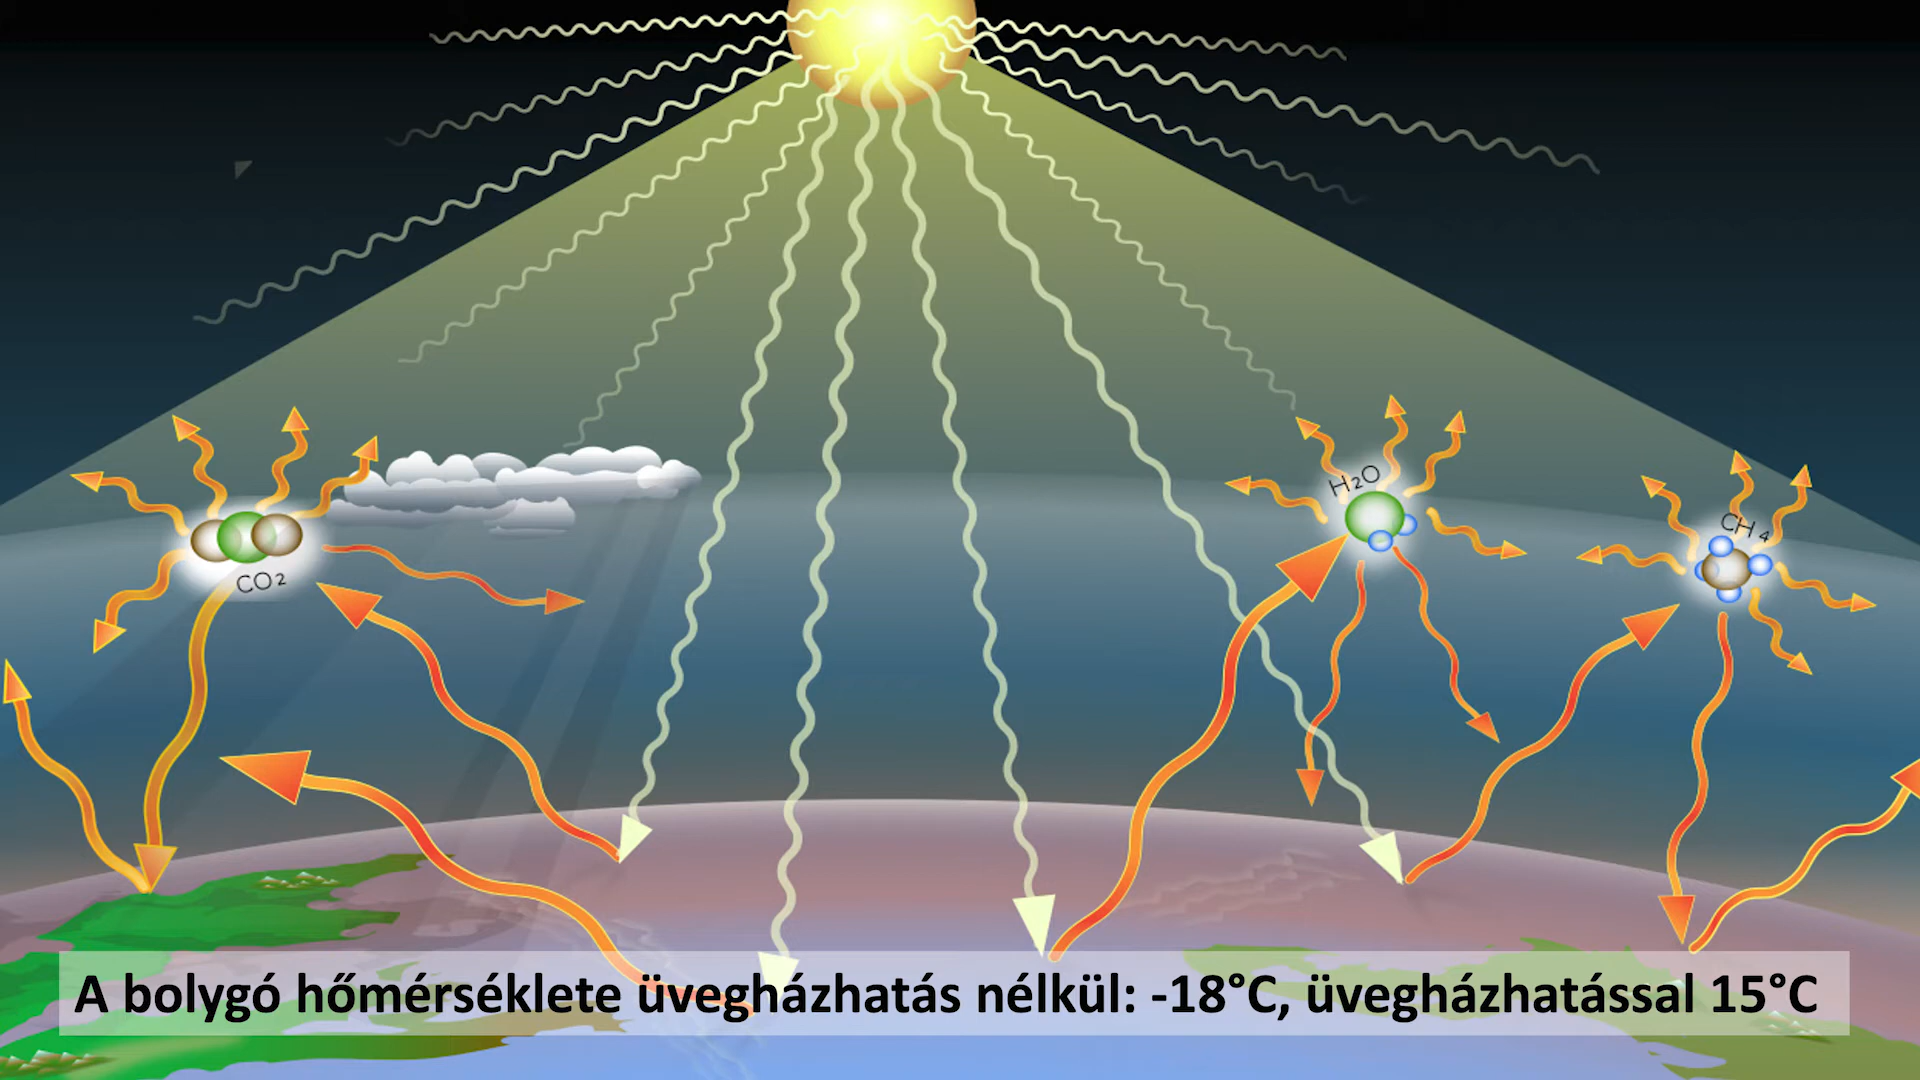 H₂O
CH₄
CO₂
A bolygó hőmérséklete üvegházhatás nélkül: -18°C, üvegházhatással 15°C